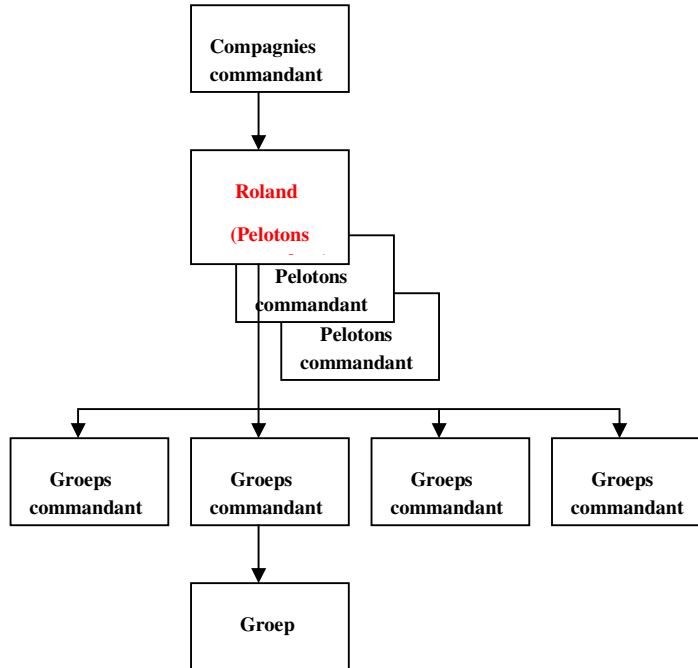 Compagnies
commandant
Roland
(Pelotons
Pelotons
commandant
Pelotons
commandant
Groeps
commandant
Groeps
commandant
Groeps
commandant
Groeps
commandant
Groep